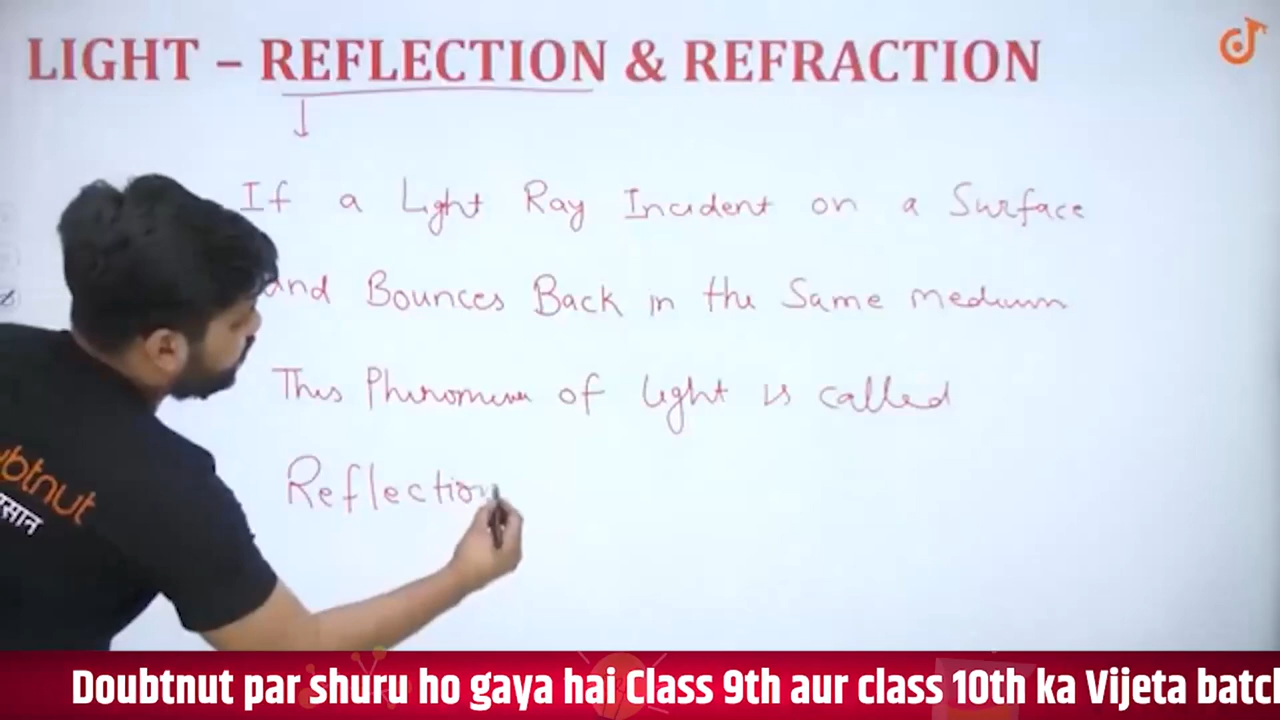 LIGHT – REFLECTION & REFRACTION
If a Light Ray Incident on a Surface
and Bounces Back in the Same medium
This of light is called
Reflection
ubtnut
सान
Doubtnut par shuru ho gaya hai Class 9th aur class 10th ka Vijeta batch